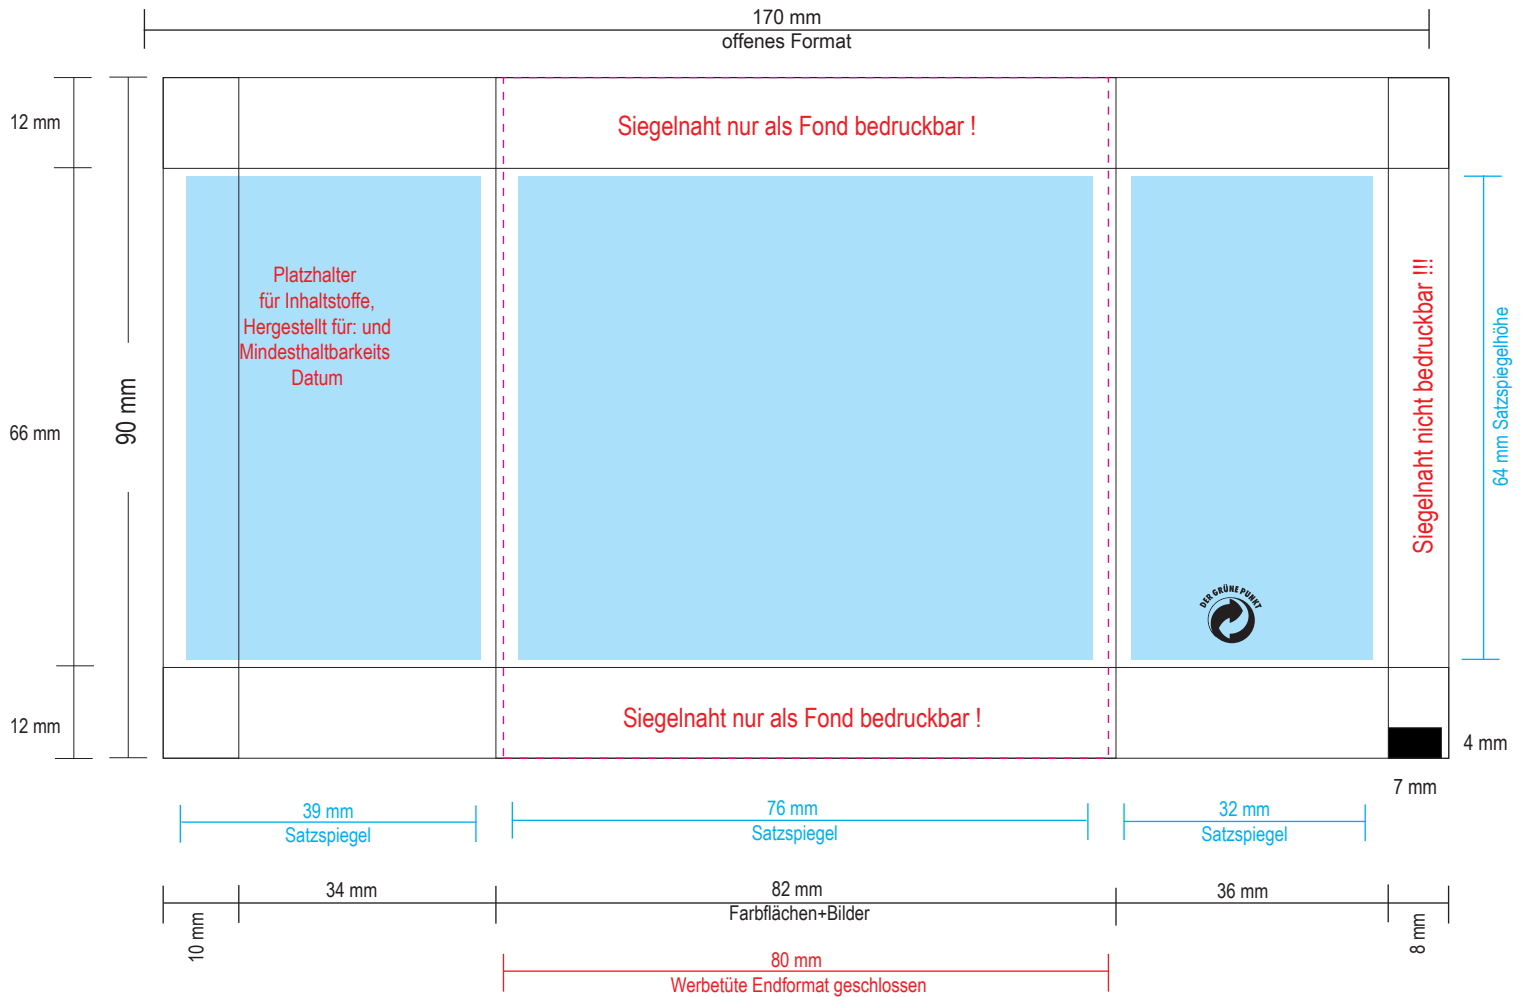 170 mm
offenes Format
12 mm
Siegelnaht nur als Fond bedruckbar !
Platzhalter
für Inhaltstoffe,
Hergestellt für: und
Mindesthaltbarkeits
Datum
66 mm
90 mm
Siegelnaht nicht bedruckbar !!!
64 mm Satzspiegelhöhe
DER GRÜNE PUNKT
12 mm
Siegelnaht nur als Fond bedruckbar !
4 mm
7 mm
39 mm
Satzspiegel
76 mm
Satzspiegel
32 mm
Satzspiegel
10 mm
34 mm
82 mm
Farbflächen+Bilder
36 mm
8 mm
80 mm
Werbetüte Endformat geschlossen